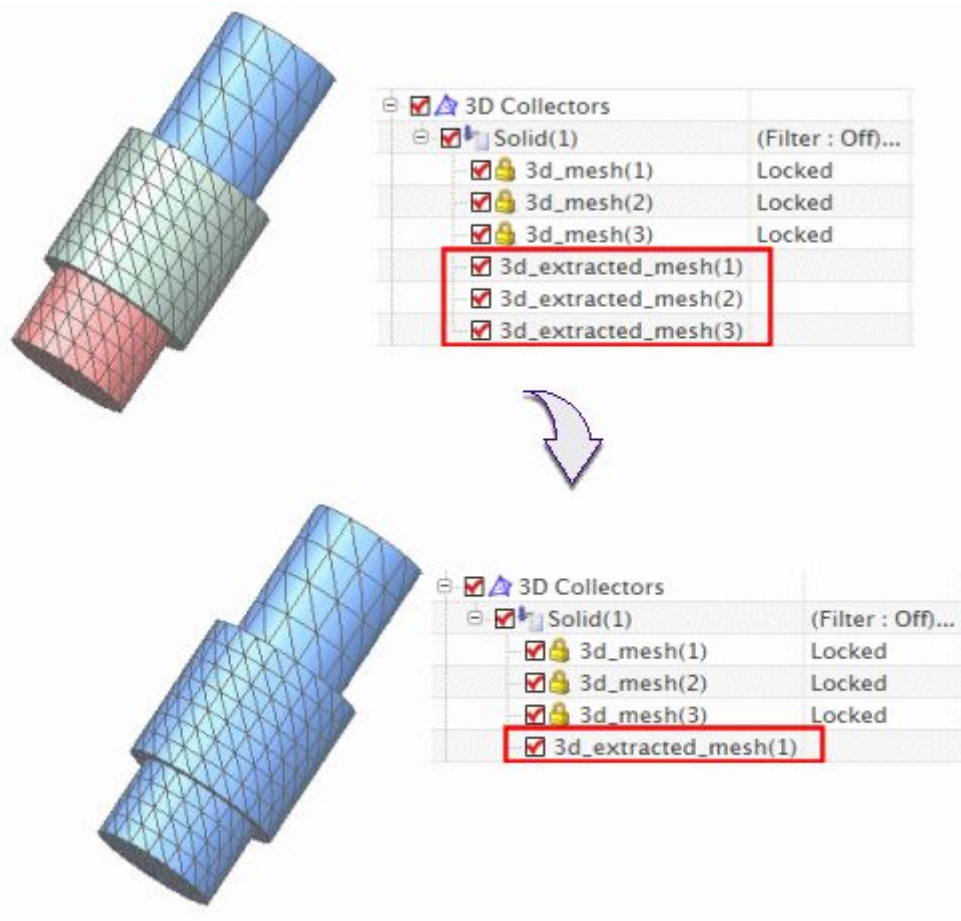 3D Collectors
Solid(1) (Filter : Off)...
3d_mesh(1) Locked
3d_mesh(2) Locked
3d_mesh(3) Locked
3d_extracted_mesh(1)
3d_extracted_mesh(2)
3d_extracted_mesh(3)
3D Collectors
Solid(1) (Filter : Off)...
3d_mesh(1) Locked
3d_mesh(2) Locked
3d_mesh(3) Locked
3d_extracted_mesh(1)